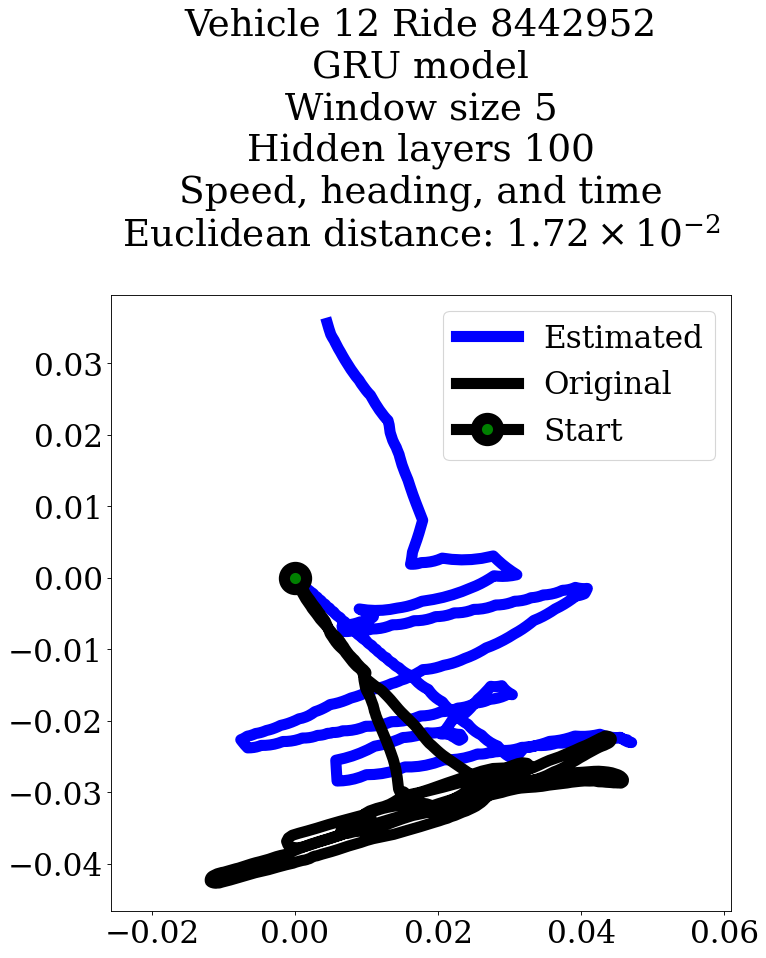 Vehicle 12 Ride 8442952
GRU model
Window size 5
Hidden layers 100
Speed, heading, and time
Euclidean distance: 1.72 × 10⁻²
Estimated
Original
Start
0.03
0.02
0.01
0.00
−0.01
−0.02
−0.03
−0.04
−0.02 0.00 0.02 0.04 0.06